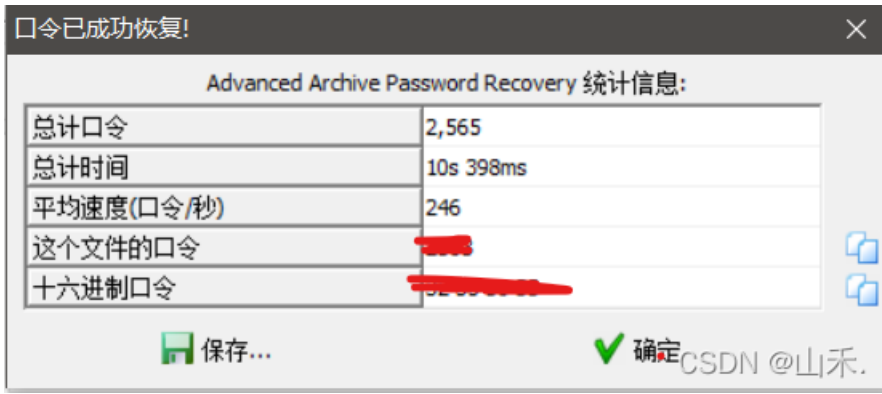 口令已成功恢复!
Advanced Archive Password Recovery 统计信息:
总计口令 2,565
总计时间 10s 398ms
平均速度(口令/秒) 246
这个文件的口令
十六进制口令
保存... 确定
CSDN @山禾.